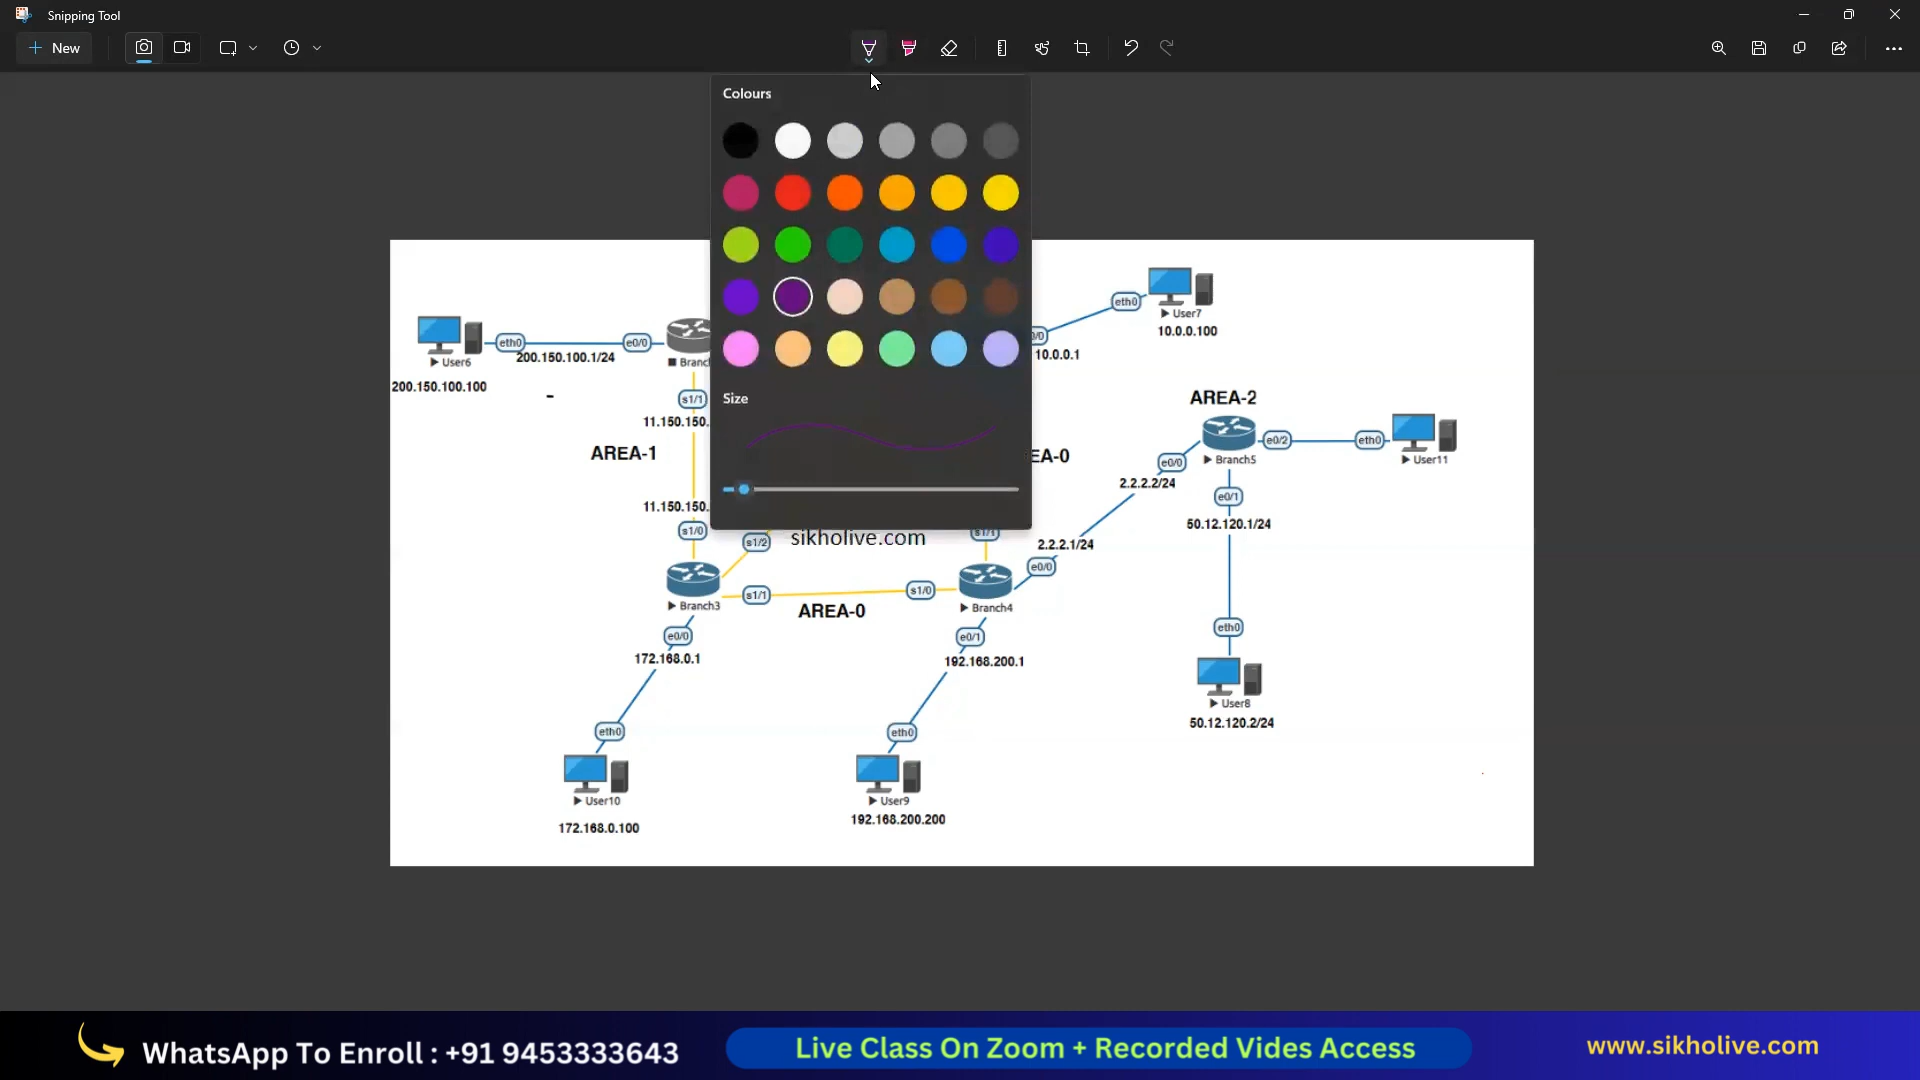 Snipping Tool
New
Colours
Size
eth0
User7
10.0.0.100
10.0.0.1
eth0
e0/0
200.150.100.1/24
User6
200.150.100.100
s1/1
11.150.150.
AREA-1
11.150.150.
s1/0
AREA-2
e0/2
eth0
Branch5
User11
e0/0
2.2.2.2/24
e0/1
50.12.120.1/24
s1/2
sikholive.com
2.2.2.1/24
e0/0
Branch3
s1/1
s1/0
AREA-0
Branch4
e0/0
172.168.0.1
e0/1
192.168.200.1
eth0
User8
50.12.120.2/24
eth0
eth0
User10
172.168.0.100
User9
192.168.200.200
WhatsApp To Enroll : +91 9453333643
Live Class On Zoom + Recorded Vides Access
www.sikholive.com